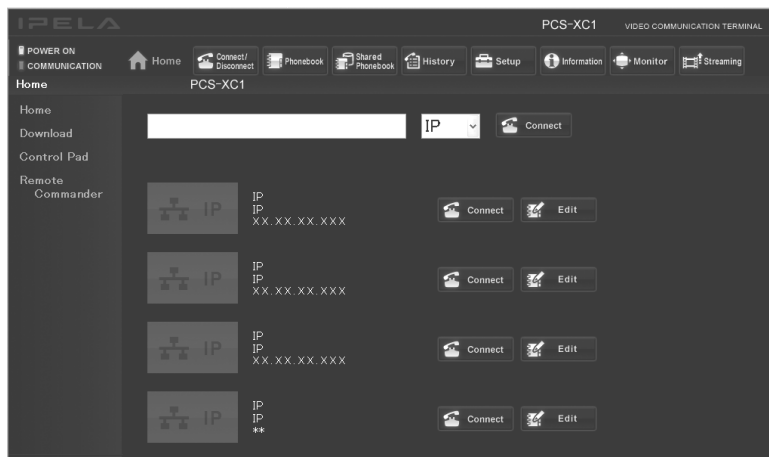 IPELA
PCS-XC1 VIDEO COMMUNICATION TERMINAL
POWER ON
COMMUNICATION
Home
Connect/
Disconnect
Phonebook
Shared
Phonebook
History
Setup
Information
Monitor
Streaming
Home PCS-XC1
Home
Download
Control Pad
Remote
Commander
IP Connect
IP
IP
IP
XX.XX.XX.XXX
Connect Edit
IP
IP
IP
XX.XX.XX.XXX
Connect Edit
IP
IP
IP
XX.XX.XX.XXX
Connect Edit
IP
IP
IP
**
Connect Edit